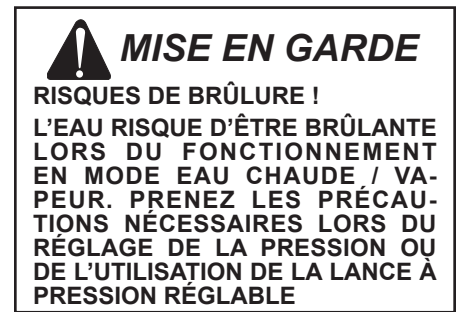 MISE EN GARDE
RISQUES DE BRÛLURE !
L'EAU RISQUE D'ÊTRE BRÛLANTE
LORS DU FONCTIONNEMENT
EN MODE EAU CHAUDE / VA-
PEUR. PRENEZ LES PRÉCAU-
TIONS NÉCESSAIRES LORS DU
RÉGLAGE DE LA PRESSION OU
DE L'UTILISATION DE LA LANCE À
PRESSION RÉGLABLE